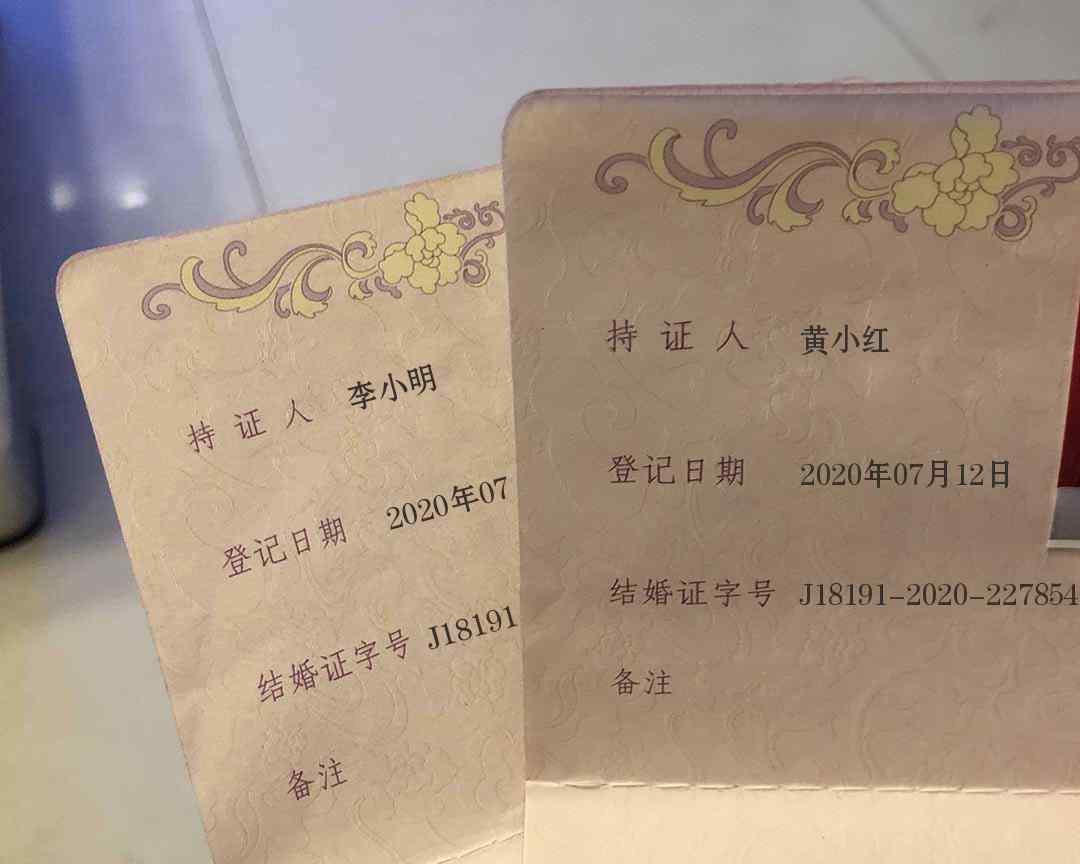 持证人 李小明
登记日期 2020年07
结婚证字号 J18191
备注
持证人 黄小红
登记日期 2020年07月12日
结婚证字号 J18191-2020-227854
备注